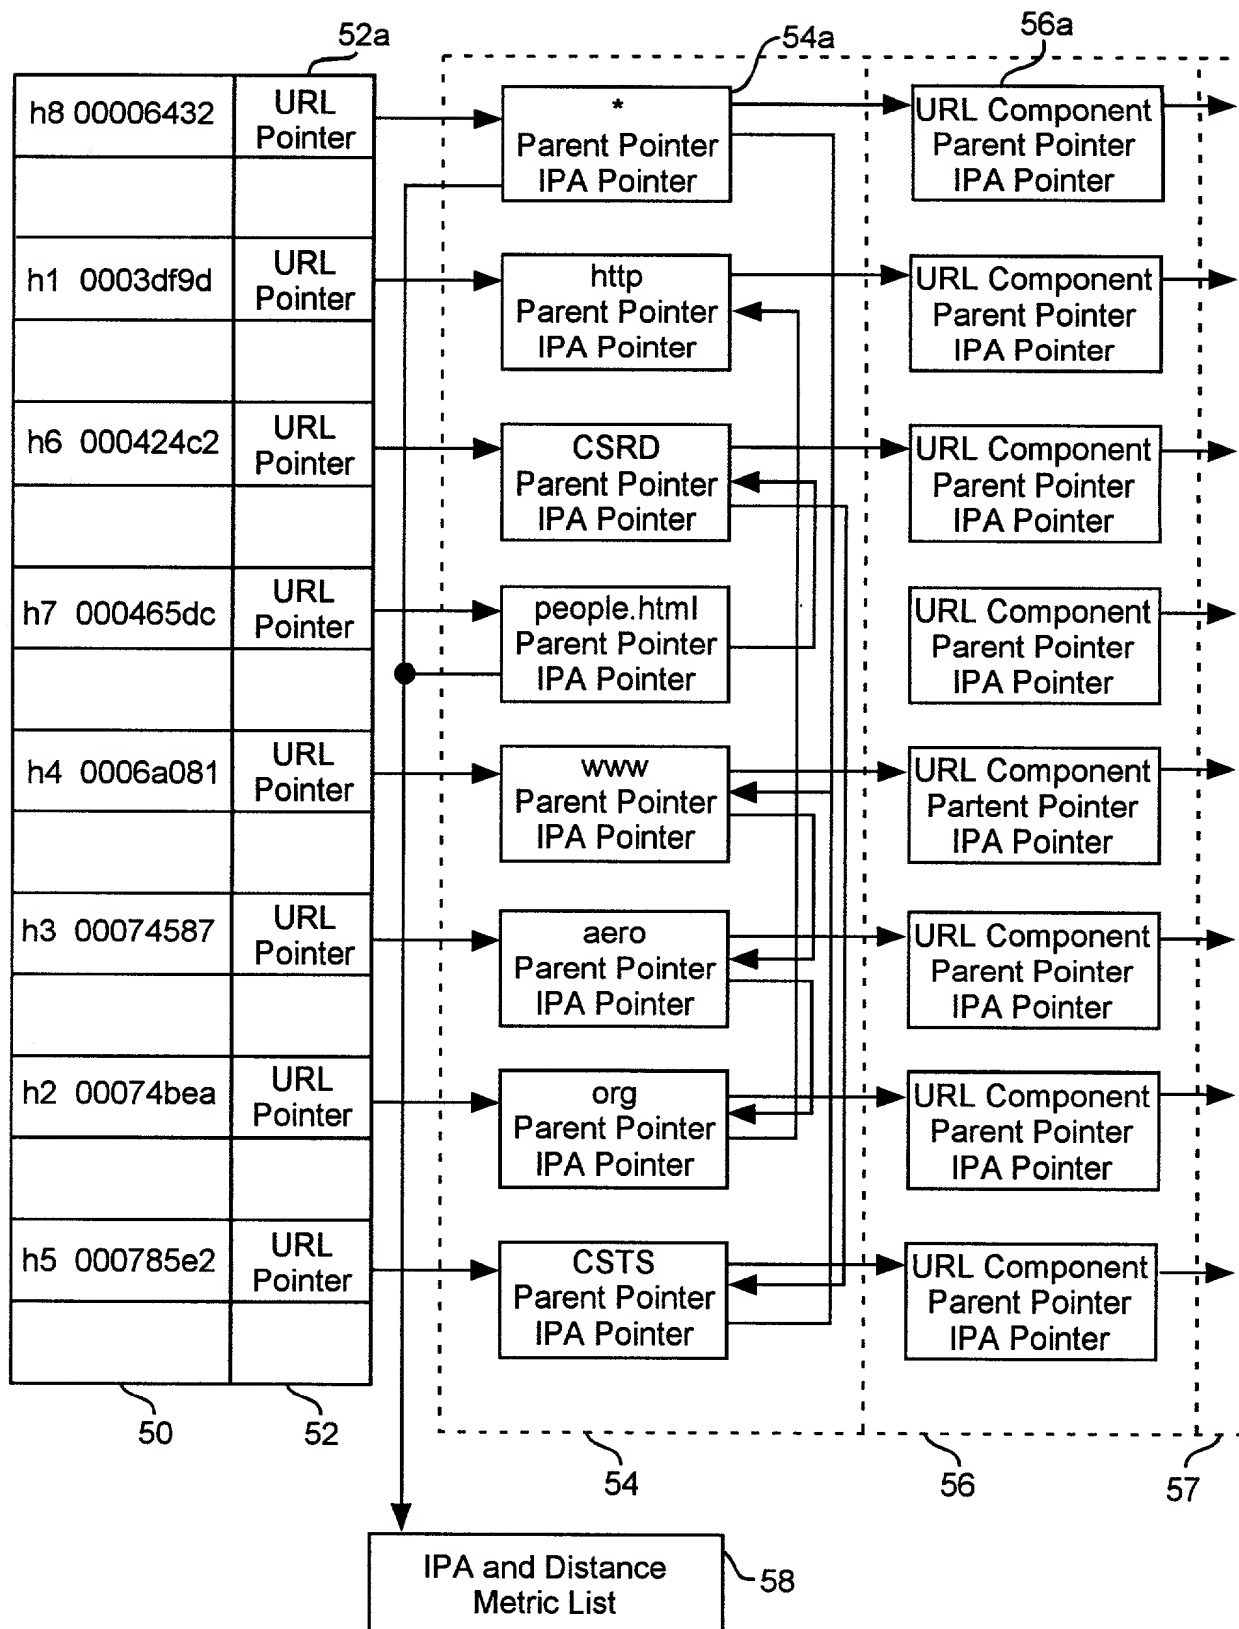 52a
54a
56a
h8 00006432
URL
Pointer
*
Parent Pointer
IPA Pointer
URL Component
Parent Pointer
IPA Pointer
h1 0003df9d
URL
Pointer
http
Parent Pointer
IPA Pointer
URL Component
Parent Pointer
IPA Pointer
h6 000424c2
URL
Pointer
CSRD
Parent Pointer
IPA Pointer
URL Component
Parent Pointer
IPA Pointer
h7 000465dc
URL
Pointer
people.html
Parent Pointer
IPA Pointer
URL Component
Parent Pointer
IPA Pointer
h4 0006a081
URL
Pointer
www
Parent Pointer
IPA Pointer
URL Component
Partent Pointer
IPA Pointer
h3 00074587
URL
Pointer
aero
Parent Pointer
IPA Pointer
URL Component
Parent Pointer
IPA Pointer
h2 00074bea
URL
Pointer
org
Parent Pointer
IPA Pointer
URL Component
Parent Pointer
IPA Pointer
h5 000785e2
URL
Pointer
CSTS
Parent Pointer
IPA Pointer
URL Component
Parent Pointer
IPA Pointer
50
52
54
56
57
IPA and Distance
Metric List
58